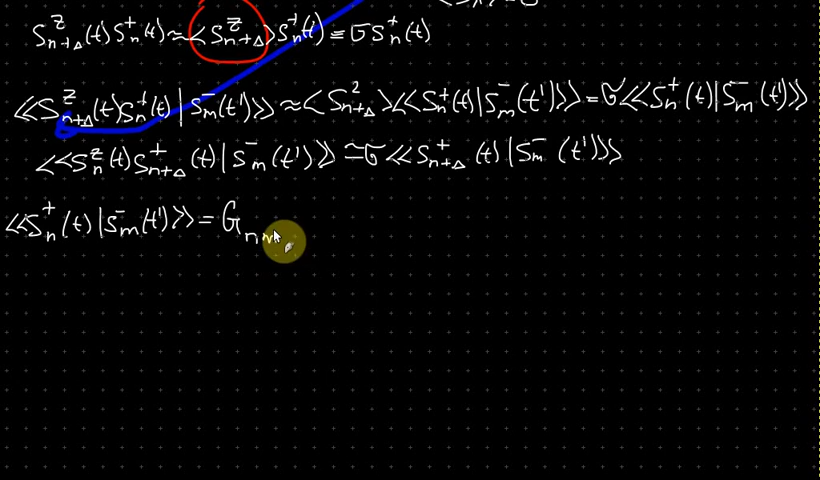 S^z_{n+Δ}(t)S^+_n(t)≈<S^z_{n+Δ}>S^+_n(t)≡σS^+_n(t)
<<S^z_{n+Δ}(t)S^+_n(t)|S^-_m(t')>>≈<S^z_{n+Δ}><<S^+_n(t)|S^-_m(t')>>=σ<<S^+_n(t)|S^-_m(t')>>
<<S^z_n(t)S^+_{n+Δ}(t)|S^-_m(t')>>≃σ<<S^+_{n+Δ}(t)|S^-_m(t')>>
<<S^+_n(t)|S^-_m(t')>>=G_{nm}